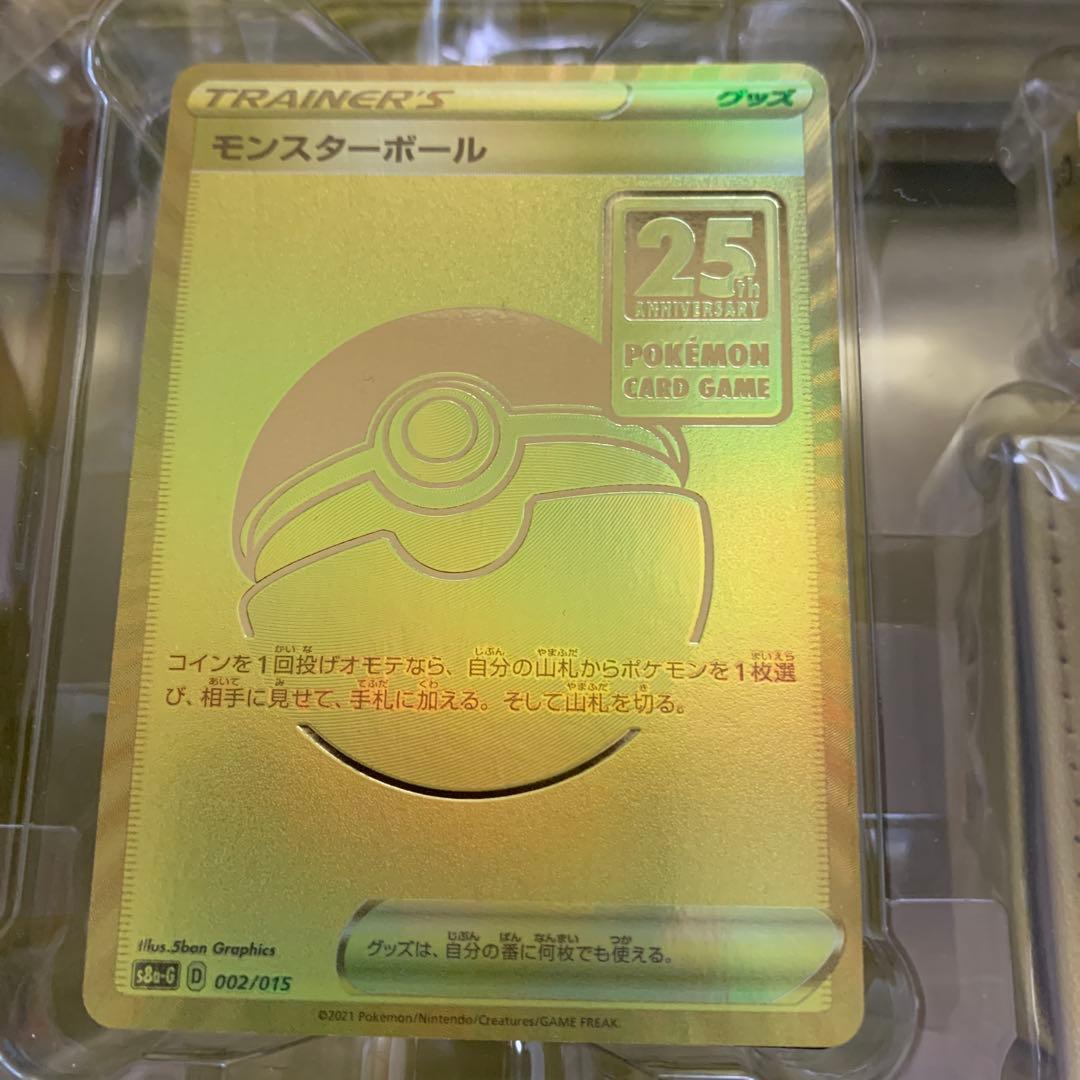 TRAINER'S グッズ
モンスターボール
25th
ANNIVERSARY
POKÉMON
CARD GAME
コインを1回投げオモテなら、自分の山札からポケモンを1枚選
び、相手に見せて、手札に加える。そして山札を切る。
グッズは、自分の番に何枚でも使える。
Illus.5ban Graphics
s8a-G D 002/015
©2021 Pokémon/Nintendo/Creatures/GAME FREAK.